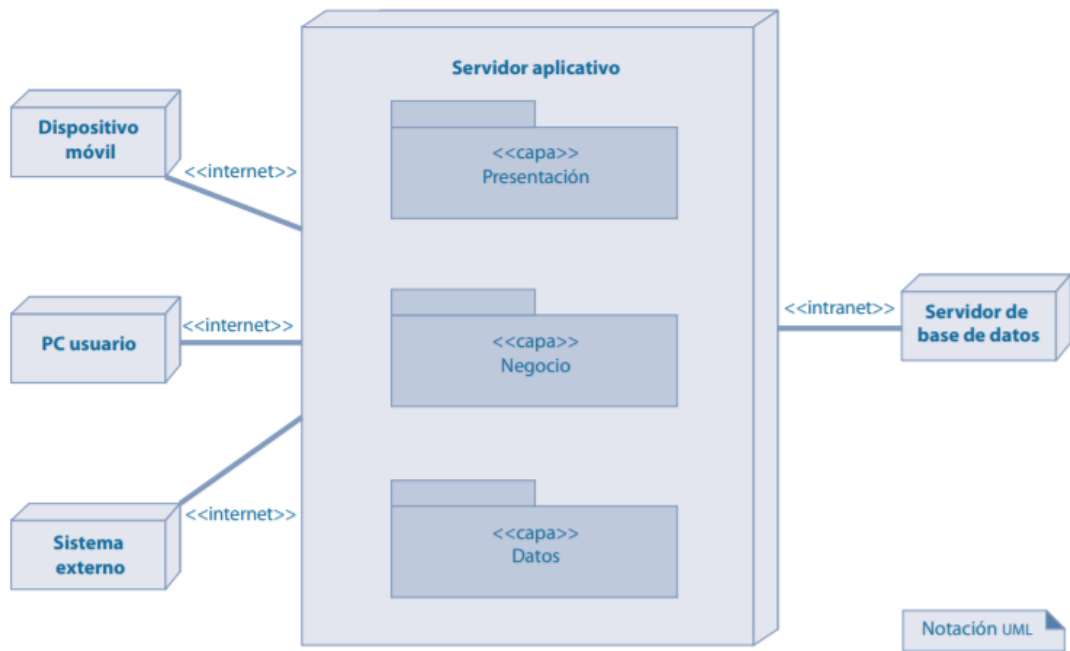 Servidor aplicativo
Dispositivo
móvil
<<internet>>
<<capa>>
Presentación
PC usuario
<<internet>>
<<capa>>
Negocio
<<intranet>>
Servidor de
base de datos
Sistema
externo
<<internet>>
<<capa>>
Datos
Notación UML